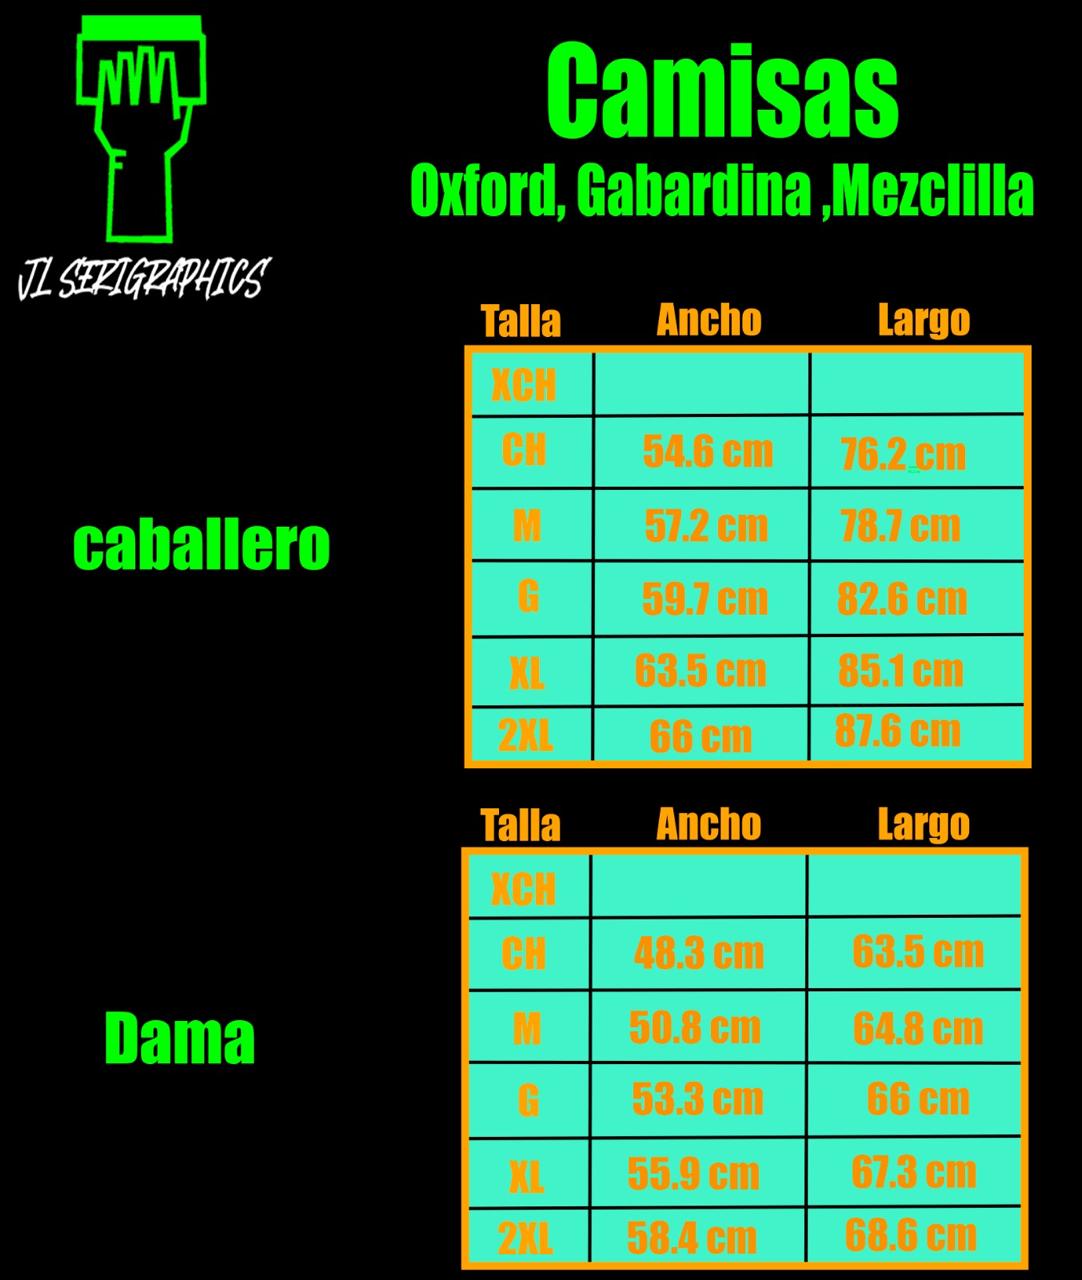 Camisas
Oxford, Gabardina ,Mezclilla
JL SERIGRAPHICS
Talla Ancho Largo
XCH
CH 54.6 cm 76.2 cm
M 57.2 cm 78.7 cm
caballero
G 59.7 cm 82.6 cm
XL 63.5 cm 85.1 cm
2XL 66 cm 87.6 cm
Talla Ancho Largo
XCH
CH 48.3 cm 63.5 cm
M 50.8 cm 64.8 cm
Dama
G 53.3 cm 66 cm
XL 55.9 cm 67.3 cm
2XL 58.4 cm 68.6 cm